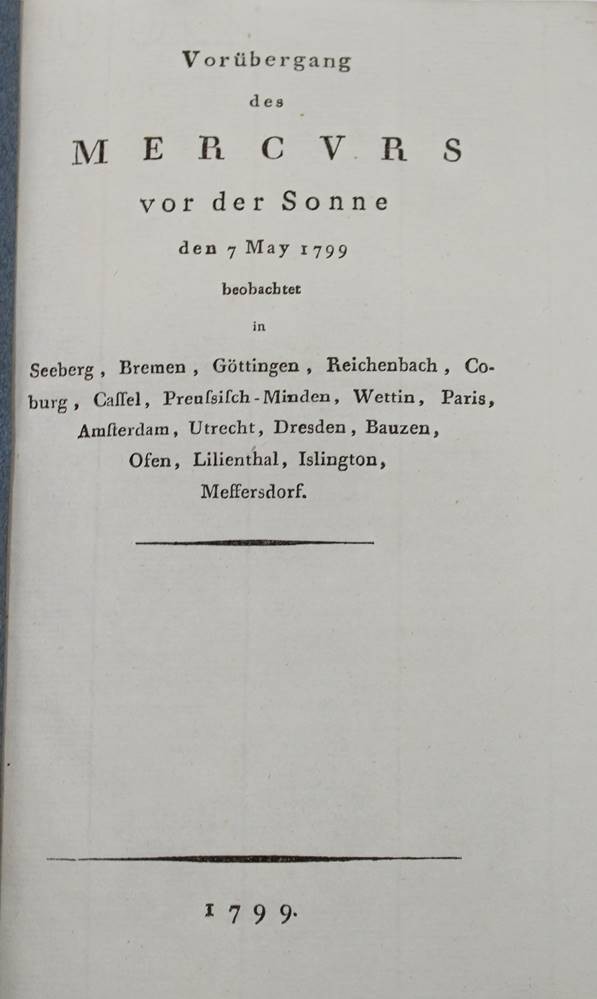 Vorübergang
des
MERCVRS
vor der Sonne
den 7 May 1799
beobachtet
in
Seeberg, Bremen, Göttingen, Reichenbach, Co-
burg, Caſſel, Preuſsiſch-Minden, Wettin, Paris,
Amſterdam, Utrecht, Dresden, Bauzen,
Ofen, Lilienthal, Islington,
Meffersdorf.
1799.